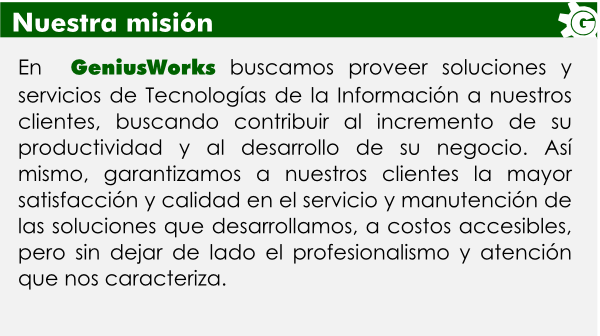 Nuestra misión
G
En GeniusWorks buscamos proveer soluciones y
servicios de Tecnologías de la Información a nuestros
clientes, buscando contribuir al incremento de su
productividad y al desarrollo de su negocio. Así
mismo, garantizamos a nuestros clientes la mayor
satisfacción y calidad en el servicio y manutención de
las soluciones que desarrollamos, a costos accesibles,
pero sin dejar de lado el profesionalismo y atención
que nos caracteriza.